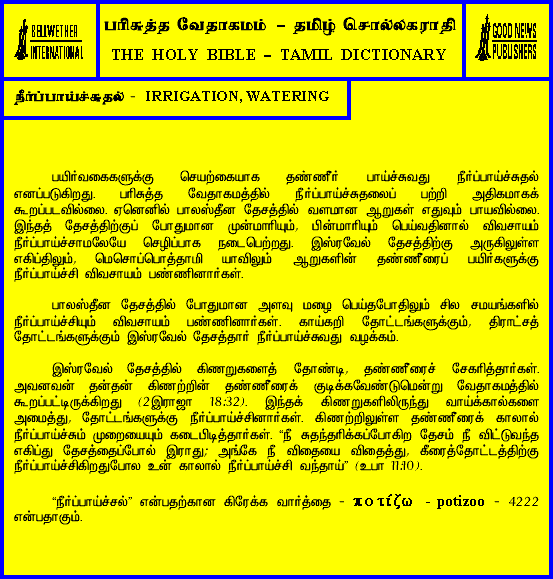 BELLWETHER
INTERNATIONAL
பரிசுத்த வேதாகமம் – தமிழ் சொல்லகராதி
THE HOLY BIBLE – TAMIL DICTIONARY
GOOD NEWS
PUBLISHERS
நீர்ப்பாய்ச்சுதல் - IRRIGATION, WATERING
பயிர்வகைகளுக்கு செயற்கையாக தண்ணீர் பாய்ச்சுவது நீர்ப்பாய்ச்சுதல்
எனப்படுகிறது. பரிசுத்த வேதாகமத்தில் நீர்ப்பாய்ச்சுதலைப் பற்றி அதிகமாகக்
கூறப்படவில்லை. ஏனெனில் பாலஸ்தீன தேசத்தில் வளமான ஆறுகள் எதுவும் பாயவில்லை.
இந்தத் தேசத்திற்குப் போதுமான முன்மாரியும், பின்மாரியும் பெய்வதினால் விவசாயம்
நீர்ப்பாய்ச்சாமலேயே செழிப்பாக நடைபெற்றது. இஸ்ரவேல் தேசத்திற்கு அருகிலுள்ள
எகிப்திலும், மெசொப்பொத்தாமி யாவிலும் ஆறுகளின் தண்ணீரைப் பயிர்களுக்கு
நீர்ப்பாய்ச்சி விவசாயம் பண்ணினார்கள்.
பாலஸ்தீன தேசத்தில் போதுமான அளவு மழை பெய்தபோதிலும் சில சமயங்களில்
நீர்ப்பாய்ச்சியும் விவசாயம் பண்ணினார்கள். காய்கறி தோட்டங்களுக்கும், திராட்சத்
தோட்டங்களுக்கும் இஸ்ரவேல் தேசத்தார் நீர்ப்பாய்ச்சுவது வழக்கம்.
இஸ்ரவேல் தேசத்தில் கிணறுகளைத் தோண்டி, தண்ணீரைச் சேகரித்தார்கள்.
அவனவன் தன்தன் கிணற்றின் தண்ணீரைக் குடிக்கவேண்டுமென்று வேதாகமத்தில்
கூறப்பட்டிருக்கிறது (2இராஜா 18:32). இந்தக் கிணறுகளிலிருந்து வாய்க்கால்களை
அமைத்து, தோட்டங்களுக்கு நீர்ப்பாய்ச்சினார்கள். கிணற்றிலுள்ள தண்ணீரைக் காலால்
நீர்ப்பாய்ச்சும் முறையையும் கடைபிடித்தார்கள். “நீ சுதந்தரிக்கப்போகிற தேசம் நீ விட்டுவந்த
எகிப்து தேசத்தைப்போல் இராது; அங்கே நீ விதையை விதைத்து, கீரைத்தோட்டத்திற்கு
நீர்ப்பாய்ச்சிகிறதுபோல உன் காலால் நீர்ப்பாய்ச்சி வந்தாய்” (உபா 11:10).
“நீர்ப்பாய்ச்சல்” என்பதற்கான கிரேக்க வார்த்தை - ποτίζω - potizoo - 4222
என்பதாகும்.